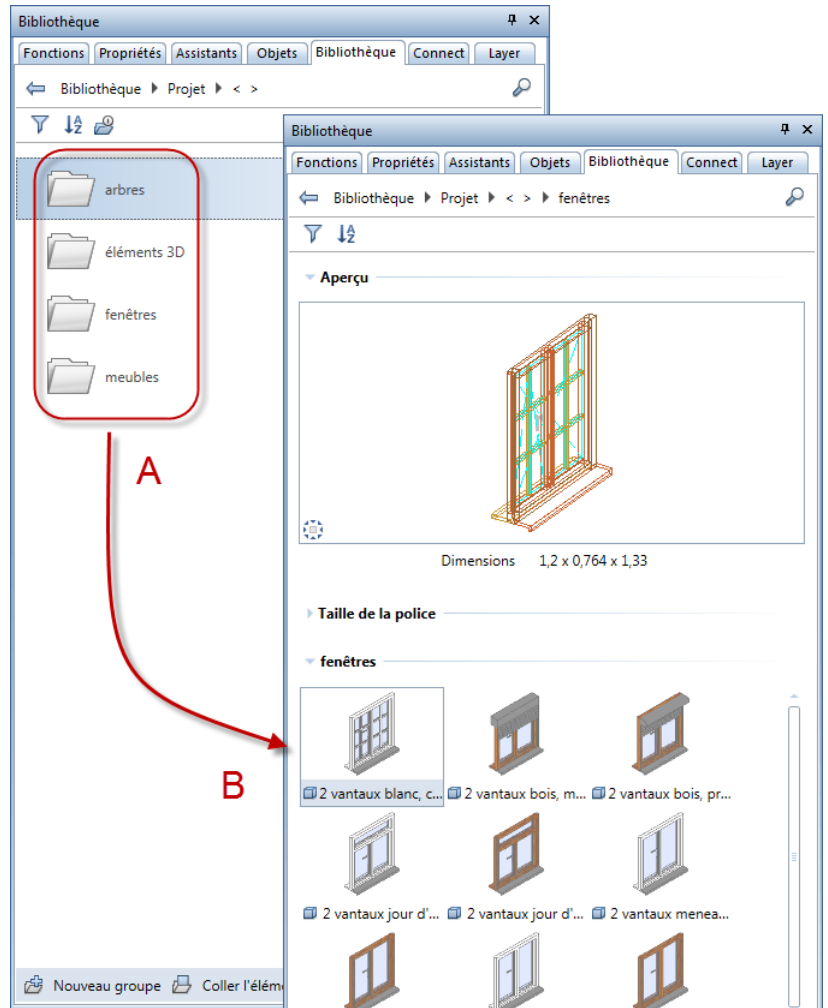 Bibliothèque
Fonctions Propriétés Assistants Objets Bibliothèque Connect Layer
Bibliothèque Projet < >
arbres
éléments 3D
fenêtres
meubles
A
Nouveau groupe Coller l'élém
Bibliothèque
Fonctions Propriétés Assistants Objets Bibliothèque Connect Layer
Bibliothèque Projet < > fenêtres
Aperçu
Dimensions 1,2 x 0,764 x 1,33
Taille de la police
fenêtres
B
2 vantaux blanc, c... 2 vantaux bois, m... 2 vantaux bois, pr...
2 vantaux jour d'... 2 vantaux jour d'... 2 vantaux menea...